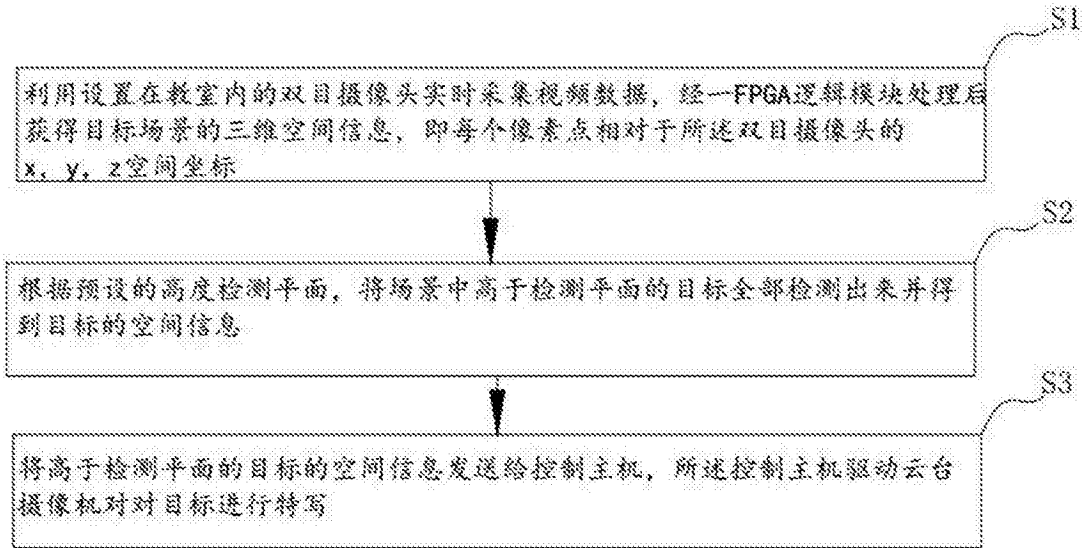 S1
利用设置在教室内的双目摄像头实时采集视频数据，经一FPGA逻辑模块处理后
获得目标场景的三维空间信息，即每个像素点相对于所述双目摄像头的
x，y，z空间坐标
S2
根据预设的高度检测平面，将场景中高于检测平面的目标全部检测出来并得
到目标的空间信息
S3
将高于检测平面的目标的空间信息发送给控制主机，所述控制主机驱动云台
摄像机对对目标进行特写